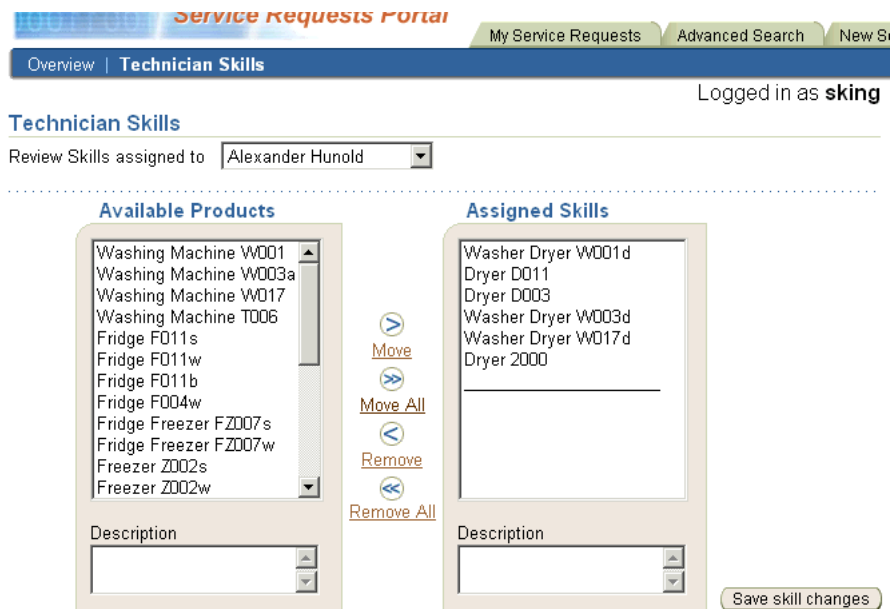 Service Requests Portal
My Service Requests
Advanced Search
New Se
Overview | Technician Skills
Logged in as sking
Technician Skills
Review Skills assigned to Alexander Hunold
Available Products
Washing Machine W001
Washing Machine W003a
Washing Machine W017
Washing Machine T006
Fridge F011s
Fridge F011w
Fridge F011b
Fridge F004w
Fridge Freezer FZ007s
Fridge Freezer FZ007w
Freezer Z002s
Freezer Z002w
Description
>
Move
>>
Move All
<
Remove
<<
Remove All
Assigned Skills
Washer Dryer W001d
Dryer D011
Dryer D003
Washer Dryer W003d
Washer Dryer W017d
Dryer 2000
Description
Save skill changes